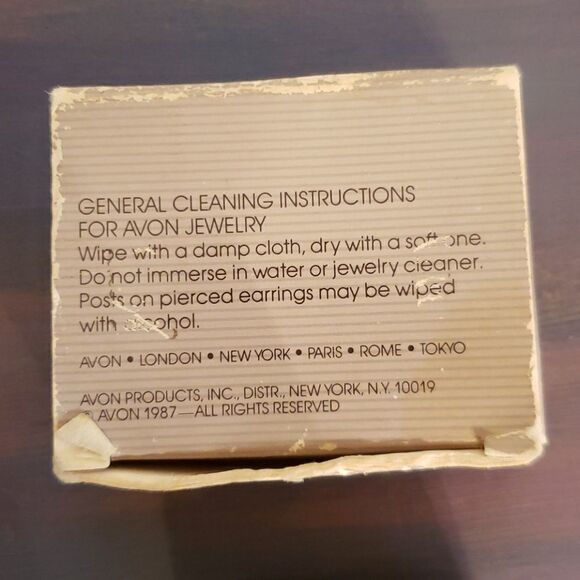 GENERAL CLEANING INSTRUCTIONS
FOR AVON JEWELRY
Wipe with a damp cloth, dry with a soft one.
Do not immerse in water or jewelry cleaner.
Posts on pierced earrings may be wiped
with alcohol.
AVON • LONDON • NEW YORK • PARIS • ROME • TOKYO
AVON PRODUCTS, INC., DISTR., NEW YORK, N.Y. 10019
© AVON 1987—ALL RIGHTS RESERVED